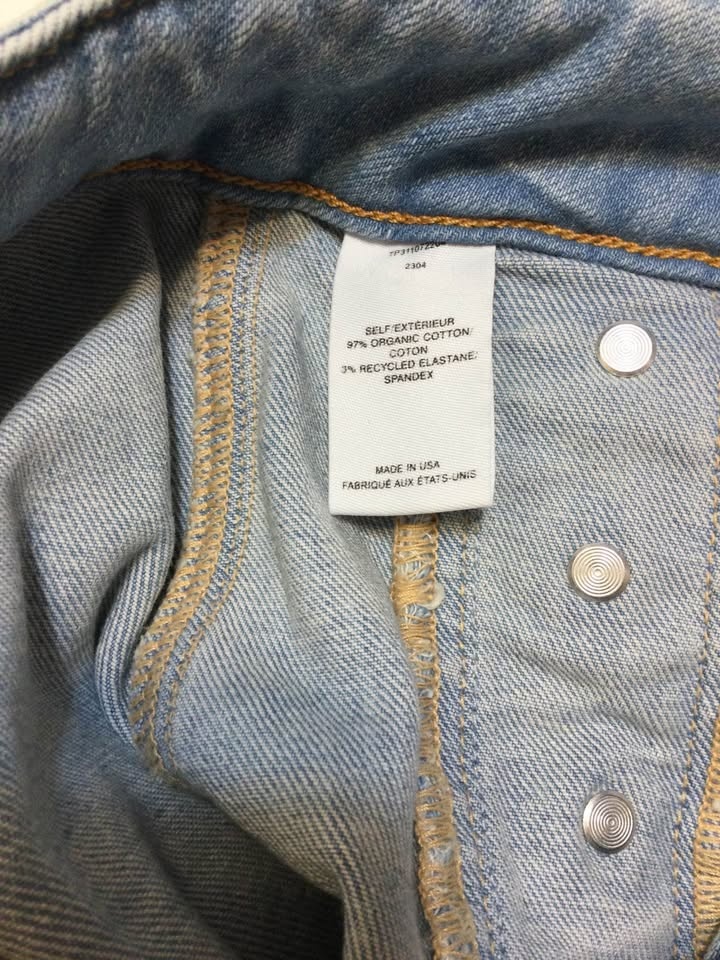 2304
SELF/EXTÉRIEUR
97% ORGANIC COTTON/
COTON
3% RECYCLED ELASTANE/
SPANDEX
MADE IN USA
FABRIQUÉ AUX ÉTATS-UNIS